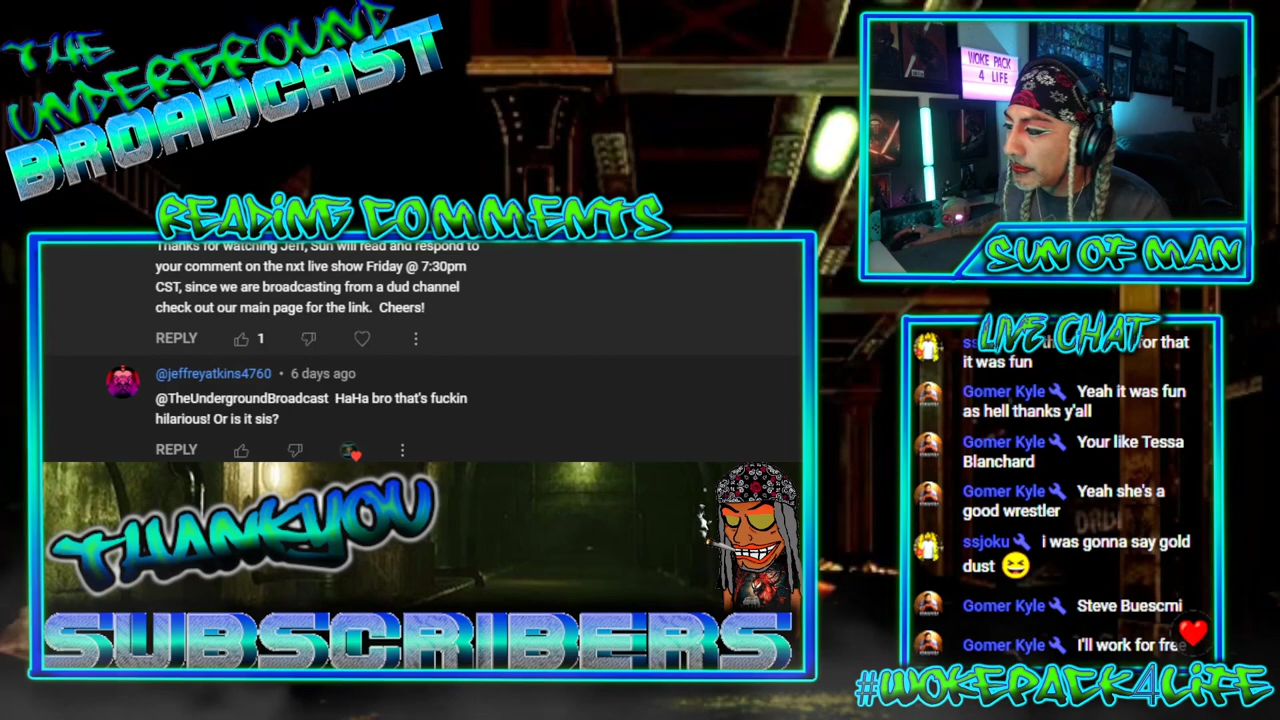 THE
UNDERGROUND
BROADCAST
WOKE PACK
4 LIFE
SUN OF MAN
READING COMMENTS
Thanks for watching Jeff, Sun will read and respond to
your comment on the nxt live show Friday @ 7:30pm
CST, since we are broadcasting from a dud channel
check out our main page for the link. Cheers!
REPLY 1
@jeffreyatkins4760 • 6 days ago
@TheUndergroundBroadcast HaHa bro that's fuckin
hilarious! Or is it sis?
REPLY
THANKYOU
SUBSCRIBERS
LIVE CHAT
for that
it was fun
Gomer Kyle Yeah it was fun
as hell thanks y'all
Gomer Kyle Your like Tessa
Blanchard
Gomer Kyle Yeah she's a
good wrestler
ssjoku i was gonna say gold
dust 😆
Gomer Kyle Steve Buescmi
Gomer Kyle I'll work for free
#WOKEPACK4LIFE